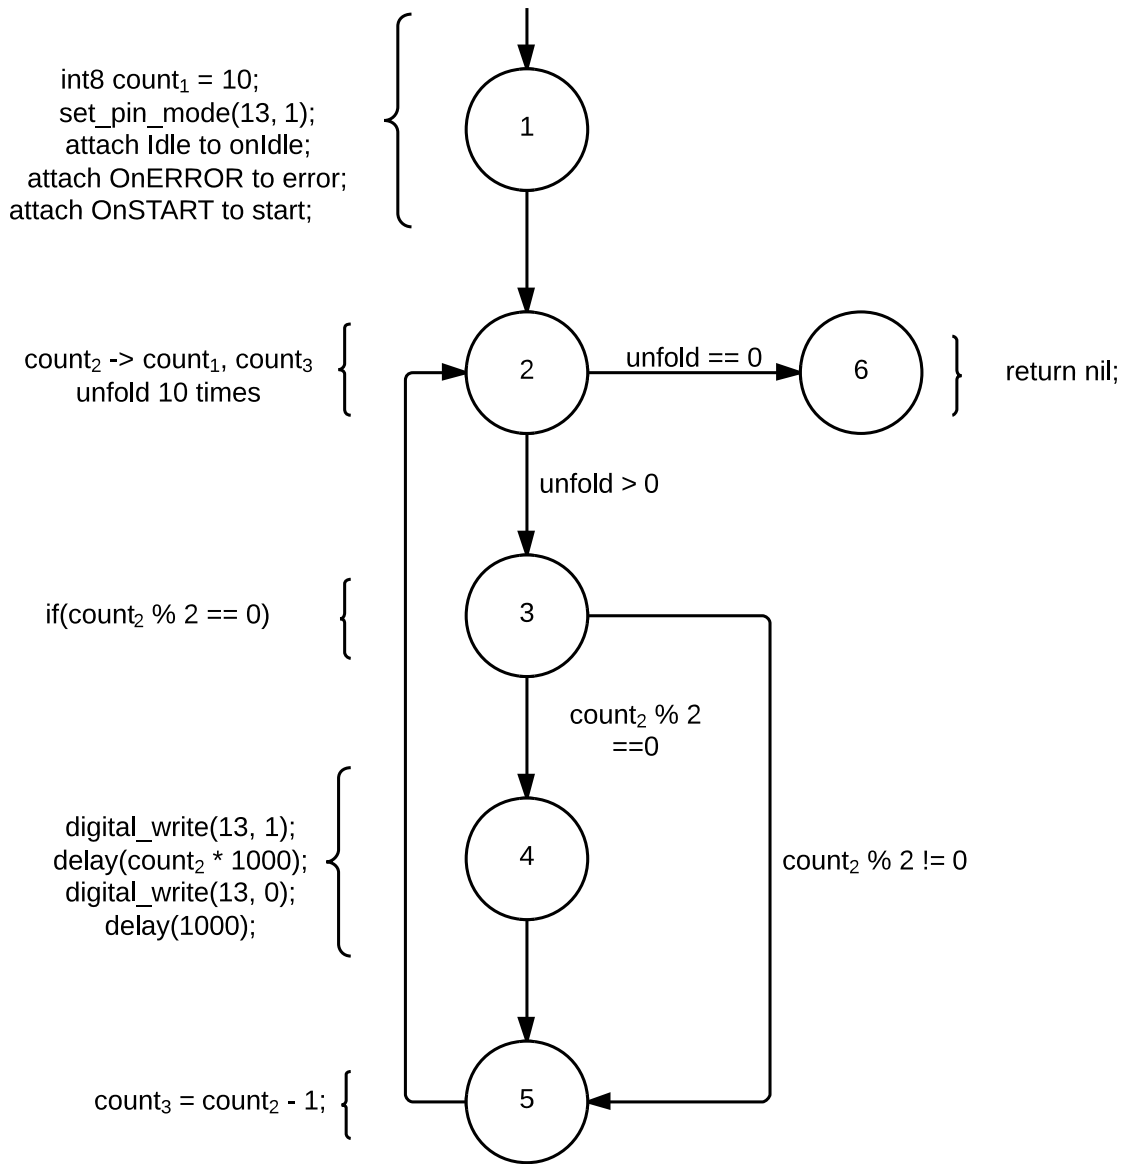 int8 count₁ = 10;
set_pin_mode(13, 1);
attach Idle to onIdle;
attach OnERROR to error;
attach OnSTART to start;
1
count₂ -> count₁, count₃
unfold 10 times
2
unfold == 0
6
return nil;
unfold > 0
if(count₂ % 2 == 0)
3
count₂ % 2
==0
digital_write(13, 1);
delay(count₂ * 1000);
digital_write(13, 0);
delay(1000);
4
count₂ % 2 != 0
count₃ = count₂ - 1;
5